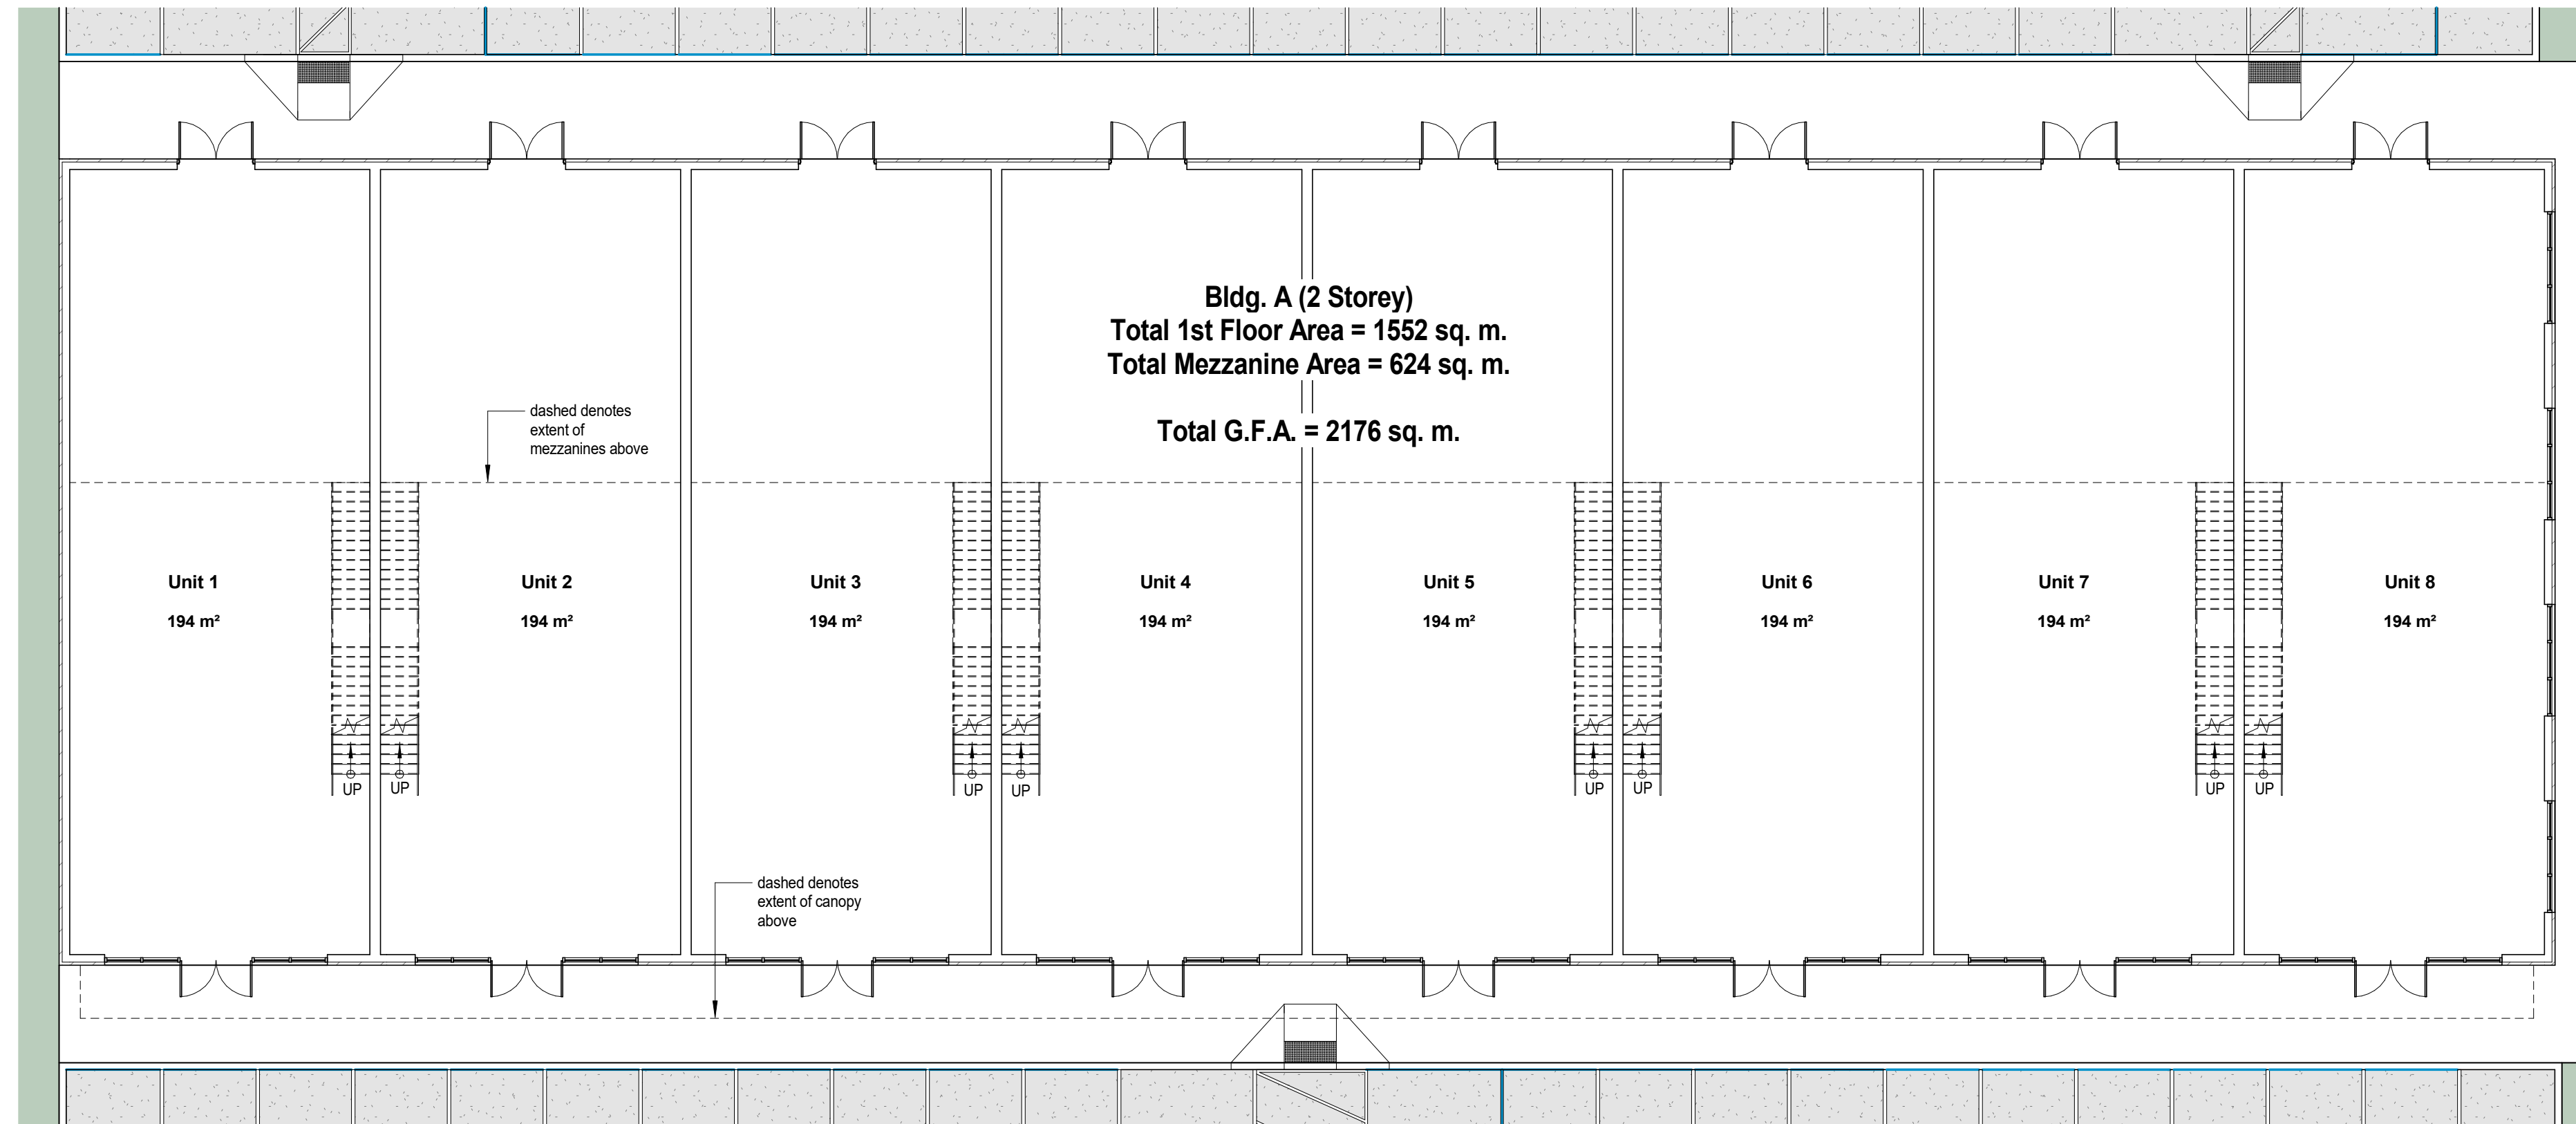 Bldg. A (2 Storey)
Total 1st Floor Area = 1552 sq. m.
Total Mezzanine Area = 624 sq. m.
Total G.F.A. = 2176 sq. m.
dashed denotes
extent of
mezzanines above
Unit 1
194 m²
Unit 2
194 m²
Unit 3
194 m²
Unit 4
194 m²
Unit 5
194 m²
Unit 6
194 m²
Unit 7
194 m²
Unit 8
194 m²
UP
UP
UP
UP
UP
UP
UP
UP
dashed denotes
extent of canopy
above